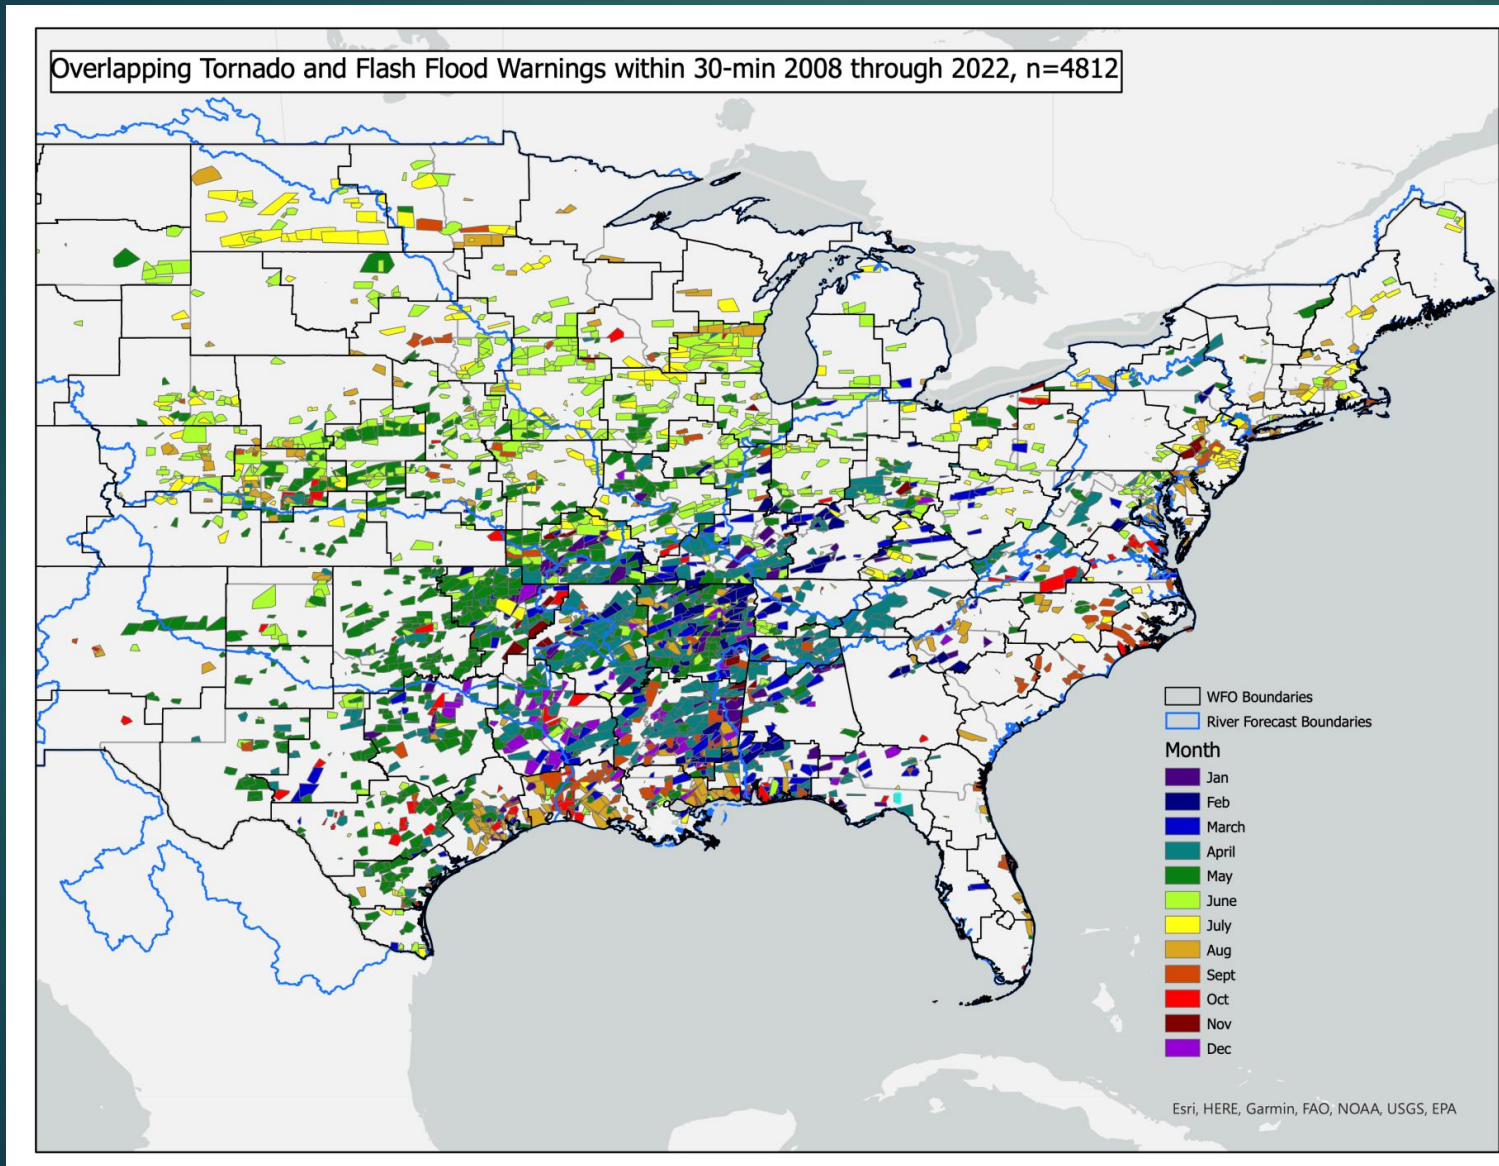 Overlapping Tornado and Flash Flood Warnings within 30-min 2008 through 2022, n=4812
WFO Boundaries
River Forecast Boundaries
Month
Jan
Feb
March
April
May
June
July
Aug
Sept
Oct
Nov
Dec
Esri, HERE, Garmin, FAO, NOAA, USGS, EPA